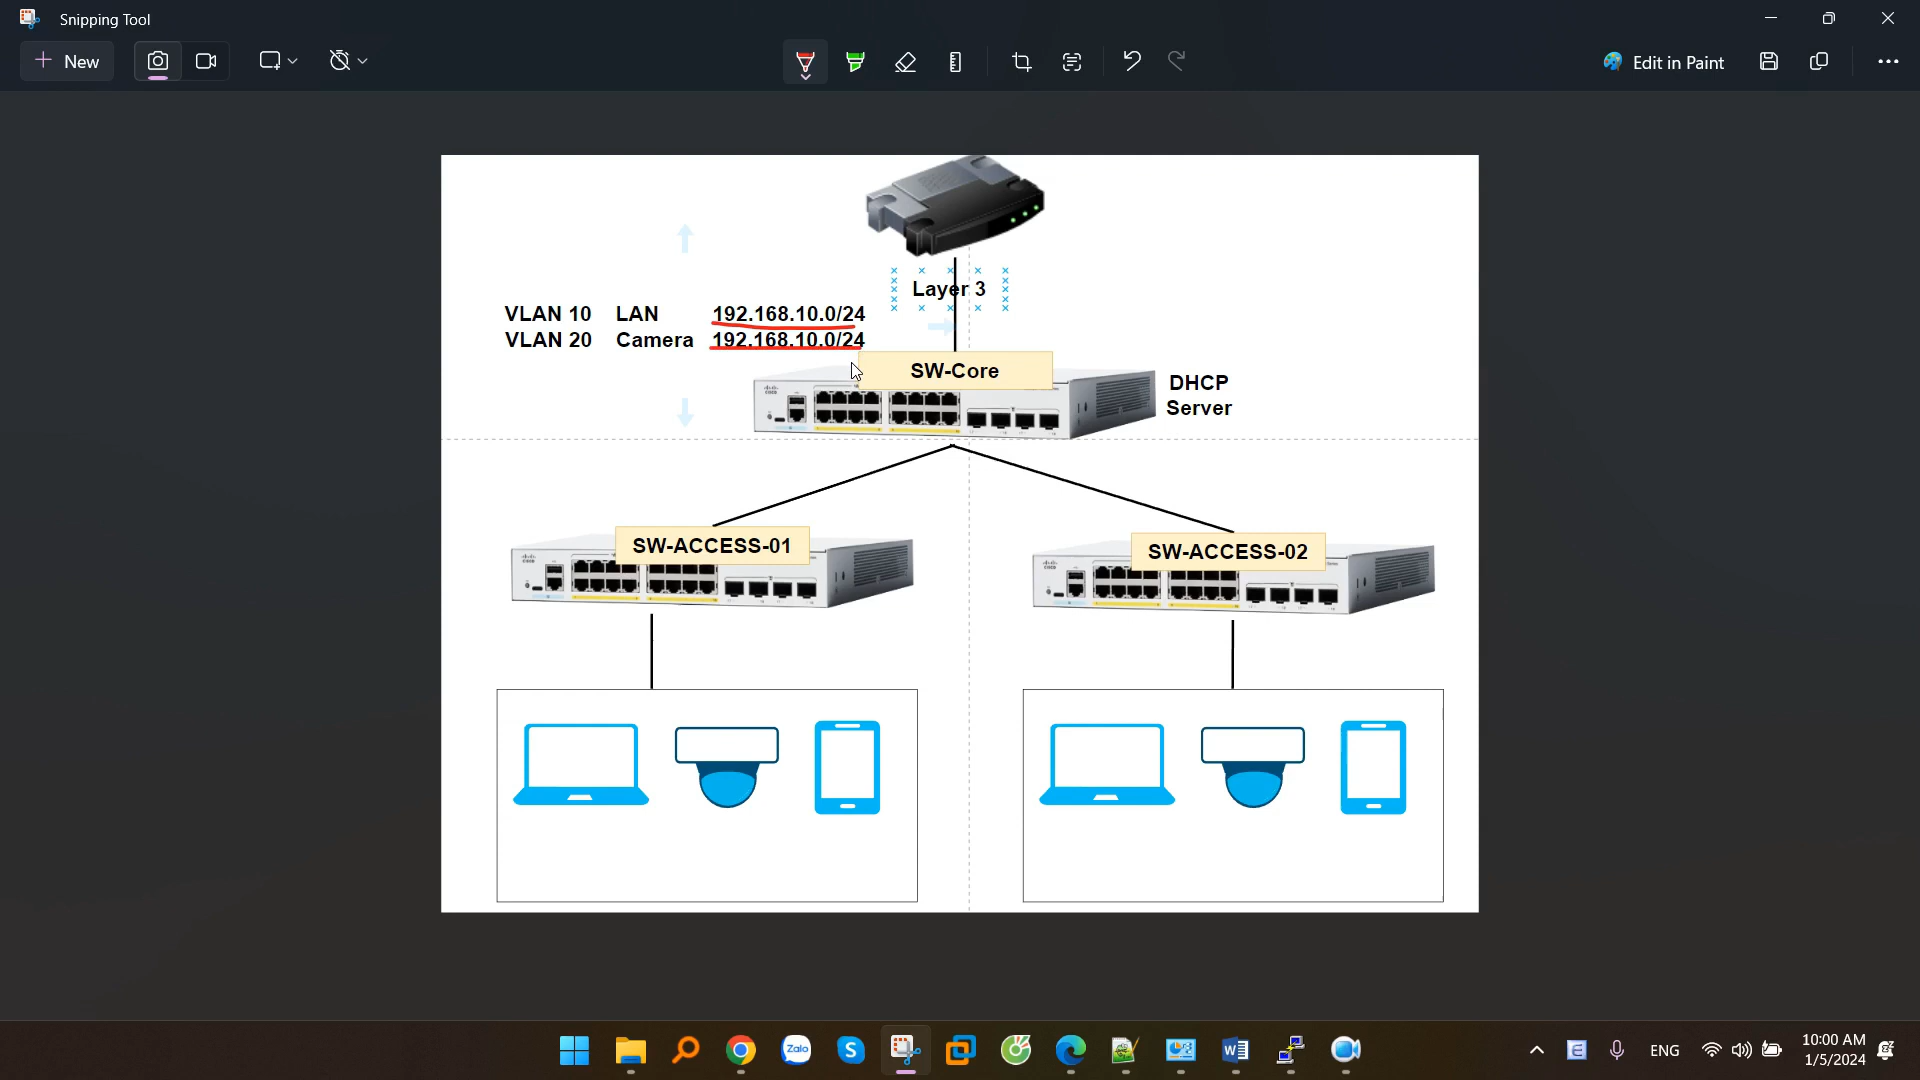 Snipping Tool
New
Edit in Paint
Layer 3
VLAN 10 LAN 192.168.10.0/24
VLAN 20 Camera 192.168.10.0/24
SW-Core
DHCP
Server
SW-ACCESS-01
SW-ACCESS-02
Zalo
ENG
10:00 AM
1/5/2024